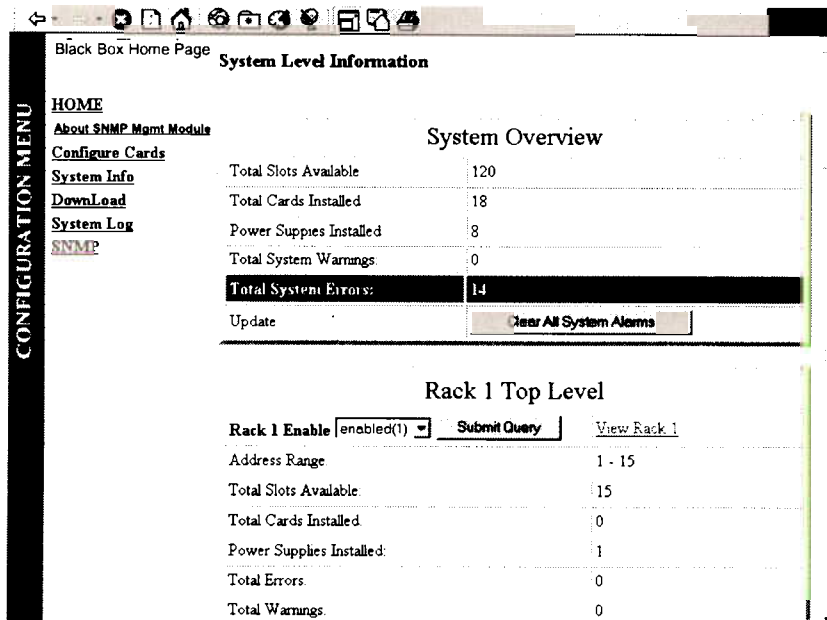 Black Box Home Page
System Level Information
CONFIGURATION MENU
HOME
About SNMP Mgmt Module
Configure Cards
System Info
DownLoad
System Log
SNMP
System Overview
Total Slots Available 120
Total Cards Installed 18
Power Suppies Installed 8
Total System Warnings: 0
Total System Errors: 14
Update Clear All System Alarms
Rack 1 Top Level
Rack 1 Enable enabled(1) Submit Query View Rack 1
Address Range 1 - 15
Total Slots Available: 15
Total Cards Installed. 0
Power Supplies Installed: 1
Total Errors. 0
Total Warnings. 0